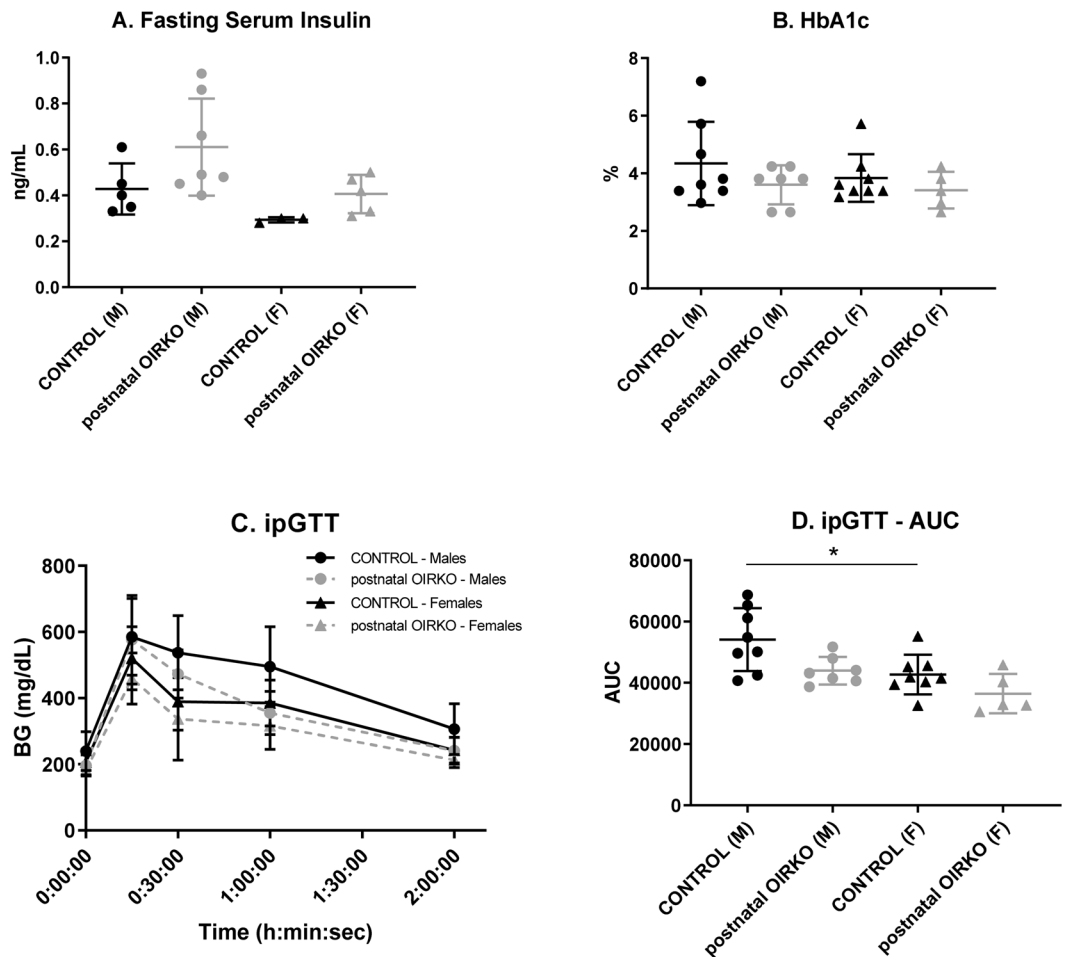 A. Fasting Serum Insulin
ng/mL
1.0
0.8
0.6
0.4
0.2
0.0
CONTROL (M)
postnatal OIRKO (M)
CONTROL (F)
postnatal OIRKO (F)
B. HbA1c
%
8
6
4
2
0
CONTROL (M)
postnatal OIRKO (M)
CONTROL (F)
postnatal OIRKO (F)
C. ipGTT
BG (mg/dL)
800
600
400
200
0
CONTROL - Males
postnatal OIRKO - Males
CONTROL - Females
postnatal OIRKO - Females
0:00:00
0:30:00
1:00:00
1:30:00
2:00:00
Time (h:min:sec)
D. ipGTT - AUC
*
AUC
80000
60000
40000
20000
0
CONTROL (M)
postnatal OIRKO (M)
CONTROL (F)
postnatal OIRKO (F)